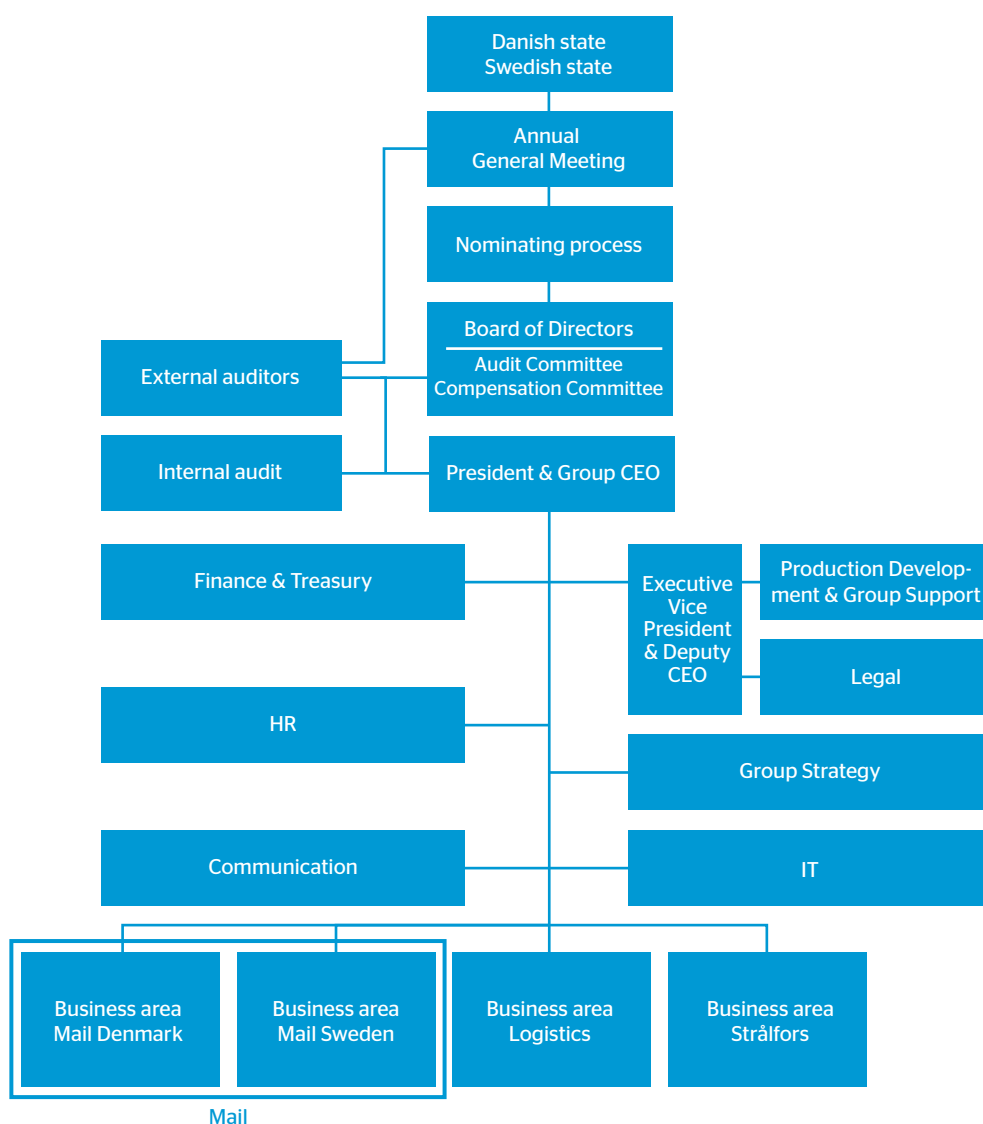 Danish state
Swedish state
Annual
General Meeting
Nominating process
Board of Directors
Audit Committee
Compensation Committee
External auditors
Internal audit
President & Group CEO
Finance & Treasury
Executive
Vice
President
& Deputy
CEO
Production Develop-
ment & Group Support
Legal
HR
Group Strategy
Communication
IT
Business area
Mail Denmark
Business area
Mail Sweden
Business area
Logistics
Business area
Strålfors
Mail